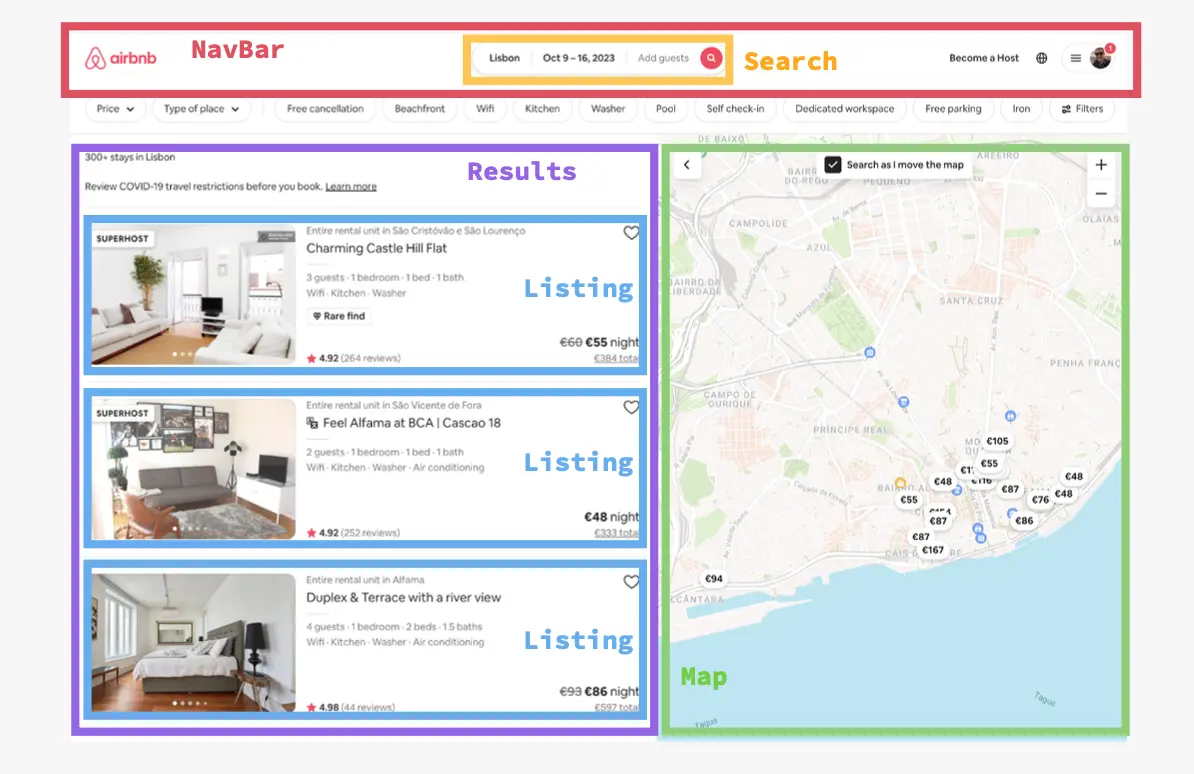 airbnb
NavBar
Lisbon Oct 9 – 16, 2023 Add guests
Search
Become a Host
1
Price Type of place Free cancellation Beachfront Wifi Kitchen Washer Pool Self check-in Dedicated workspace Free parking Iron Filters
300+ stays in Lisbon
Results
Review COVID-19 travel restrictions before you book. Learn more
SUPERHOST
Entire rental unit in São Cristóvão e São Lourenço
Charming Castle Hill Flat
3 guests · 1 bedroom · 1 bed · 1 bath
Wifi · Kitchen · Washer
Listing
Rare find
€60 €55 night
4.92 (264 reviews)
€384 total
SUPERHOST
Entire rental unit in São Vicente de Fora
Feel Alfama at BCA | Cascao 18
2 guests · 1 bedroom · 1 bed · 1 bath
Wifi · Kitchen · Washer · Air conditioning
Listing
€48 night
4.92 (252 reviews)
€333 total
Entire rental unit in Alfama
Duplex & Terrace with a river view
4 guests · 1 bedroom · 2 beds · 1.5 baths
Wifi · Kitchen · Washer · Air conditioning
Listing
€93 €86 night
4.98 (44 reviews)
€597 total
DE BAIXO
Search as I move the map
AREEIRO
BAIRR
DO-REGO
PEQUENO
Av. de Berna
OLAIAS
CAMPOLIDE
AZUL
BAIRRO DA
LIBERDADE
SANTA CRUZ
PENHA FRANÇ
CAMPO DE
OURIQUE
PRÍNCIPE REAL
€105
€55
€48
€116
€48
€87
€48
€76
€55
€87
€86
€87
€167
CAIS DO
€94
ALCÂNTARA
Map
Tagus
Tagus